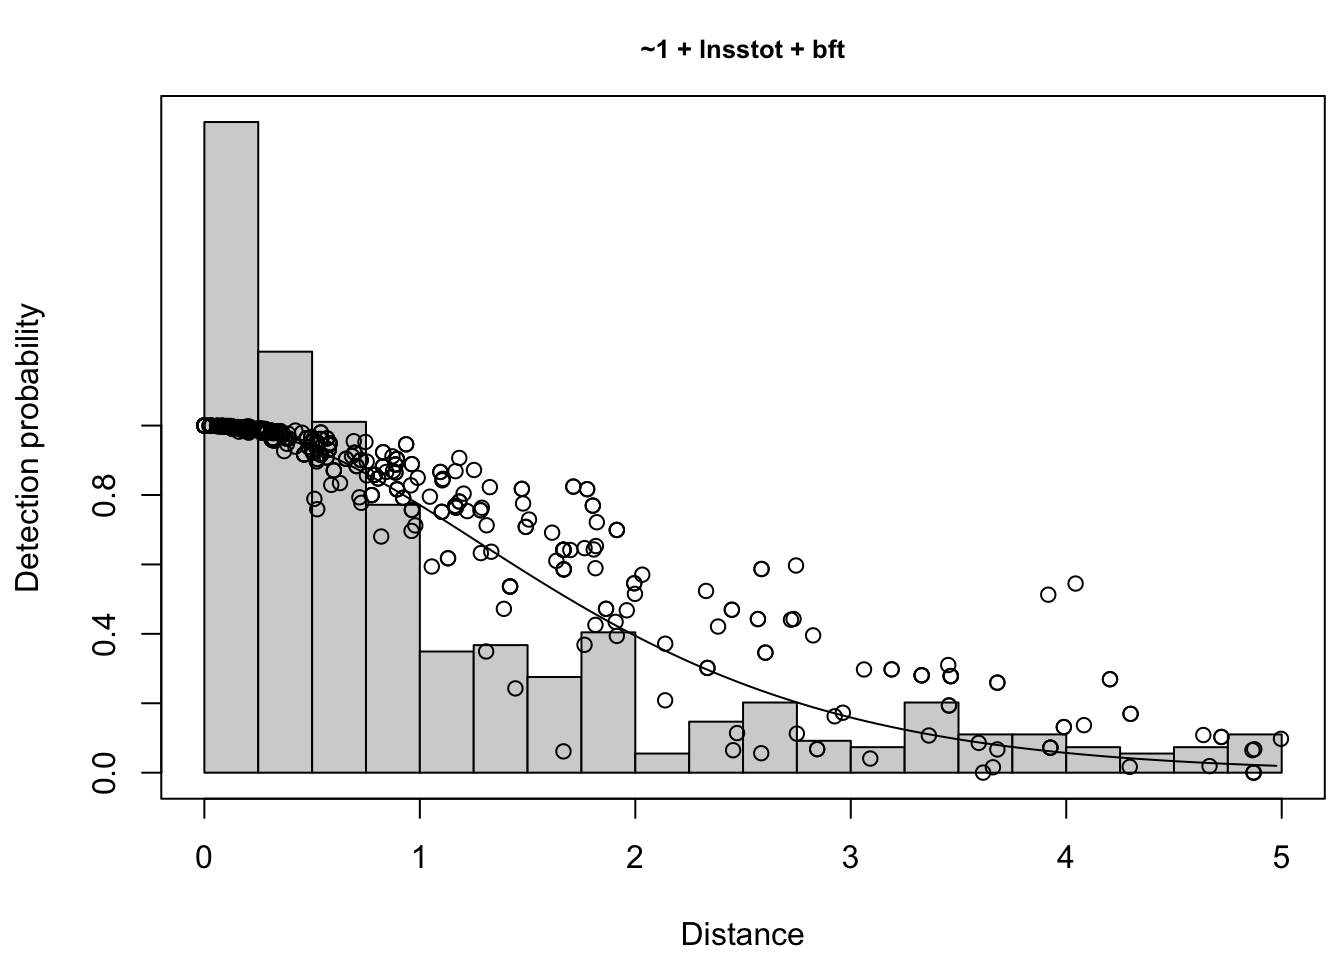 ~1 + lnsstot + bft
Detection probability
0.8
0.4
0.0
0 1 2 3 4 5
Distance